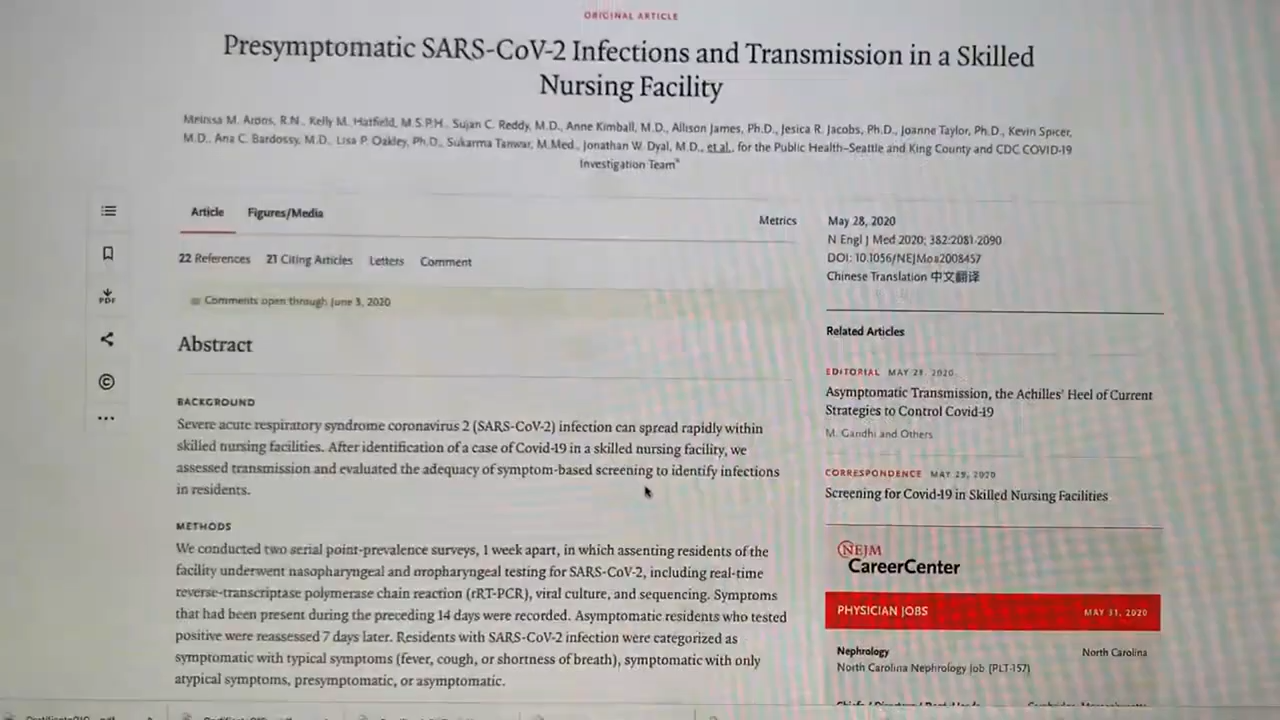 ORIGINAL ARTICLE
Presymptomatic SARS-CoV-2 Infections and Transmission in a Skilled
Nursing Facility
Melissa M. Arons, R.N., Kelly M. Hatfield, M.S.P.H., Sujan C. Reddy, M.D., Anne Kimball, M.D., Allison James, Ph.D., Jesica R. Jacobs, Ph.D., Joanne Taylor, Ph.D., Kevin Spicer,
M.D., Ana C. Bardossy, M.D., Lisa P. Oakley, Ph.D., Sukarma Tanwar, M.Med., Jonathan W. Dyal, M.D., et al., for the Public Health–Seattle and King County and CDC COVID-19
Investigation Team*
Article Figures/Media
Metrics
22 References 21 Citing Articles Letters Comment
Comments open through June 3, 2020
Abstract
BACKGROUND
Severe acute respiratory syndrome coronavirus 2 (SARS-CoV-2) infection can spread rapidly within
skilled nursing facilities. After identification of a case of Covid-19 in a skilled nursing facility, we
assessed transmission and evaluated the adequacy of symptom-based screening to identify infections
in residents.
METHODS
We conducted two serial point-prevalence surveys, 1 week apart, in which assenting residents of the
facility underwent nasopharyngeal and oropharyngeal testing for SARS-CoV-2, including real-time
reverse-transcriptase polymerase chain reaction (rRT-PCR), viral culture, and sequencing. Symptoms
that had been present during the preceding 14 days were recorded. Asymptomatic residents who tested
positive were reassessed 7 days later. Residents with SARS-CoV-2 infection were categorized as
symptomatic with typical symptoms (fever, cough, or shortness of breath), symptomatic with only
atypical symptoms, presymptomatic, or asymptomatic.
PDF
May 28, 2020
N Engl J Med 2020; 382:2081-2090
DOI: 10.1056/NEJMoa2008457
Chinese Translation 中文翻译
Related Articles
EDITORIAL MAY 28, 2020
Asymptomatic Transmission, the Achilles' Heel of Current
Strategies to Control Covid-19
M. Gandhi and Others
CORRESPONDENCE MAY 29, 2020
Screening for Covid-19 in Skilled Nursing Facilities
NEJM
CareerCenter
PHYSICIAN JOBS MAY 31, 2020
Nephrology North Carolina
North Carolina Nephrology Job (PLT-157)